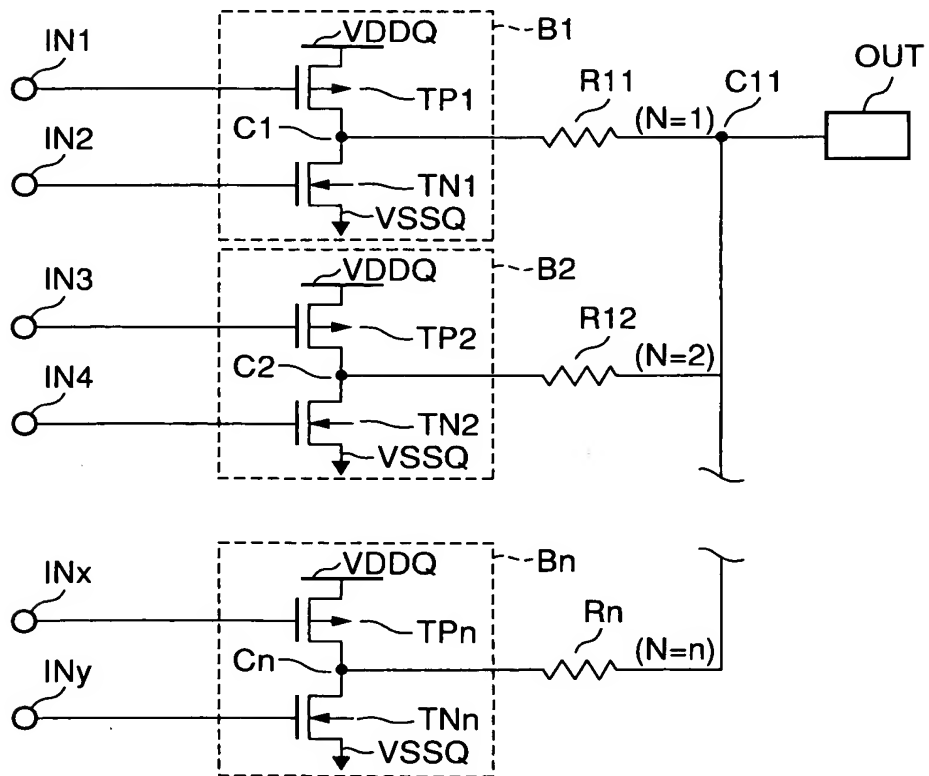 IN1
VDDQ
B1
TP1
R11
(N=1)
C11
OUT
IN2
C1
TN1
VSSQ
IN3
VDDQ
B2
TP2
R12
(N=2)
IN4
C2
TN2
VSSQ
INx
VDDQ
Bn
TPn
Rn
(N=n)
INy
Cn
TNn
VSSQ